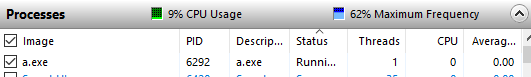 Processes 9% CPU Usage 62% Maximum Frequency
Image PID Descrip... Status Threads CPU Averag...
a.exe 6292 a.exe Runni... 1 0 0.00